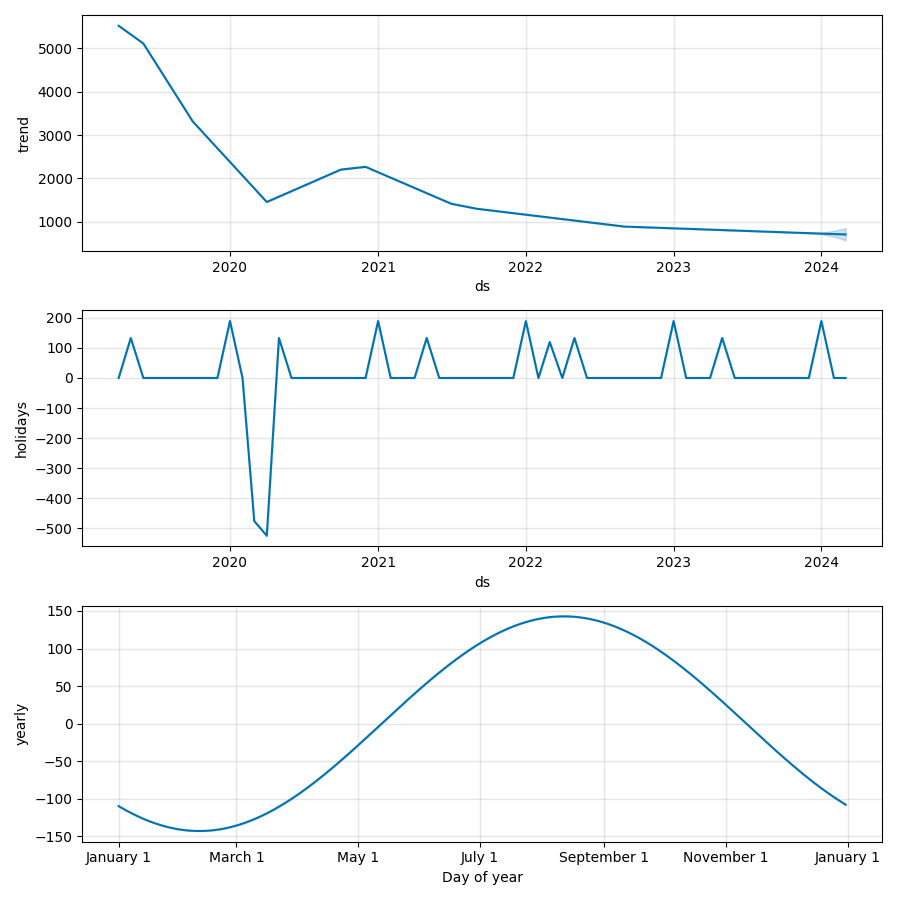 5000
4000
3000
2000
1000
trend
2020 2021 2022 2023 2024
ds
200
100
0
−100
−200
−300
−400
−500
holidays
2020 2021 2022 2023 2024
ds
150
100
50
0
−50
−100
−150
yearly
January 1 March 1 May 1 July 1 September 1 November 1 January 1
Day of year